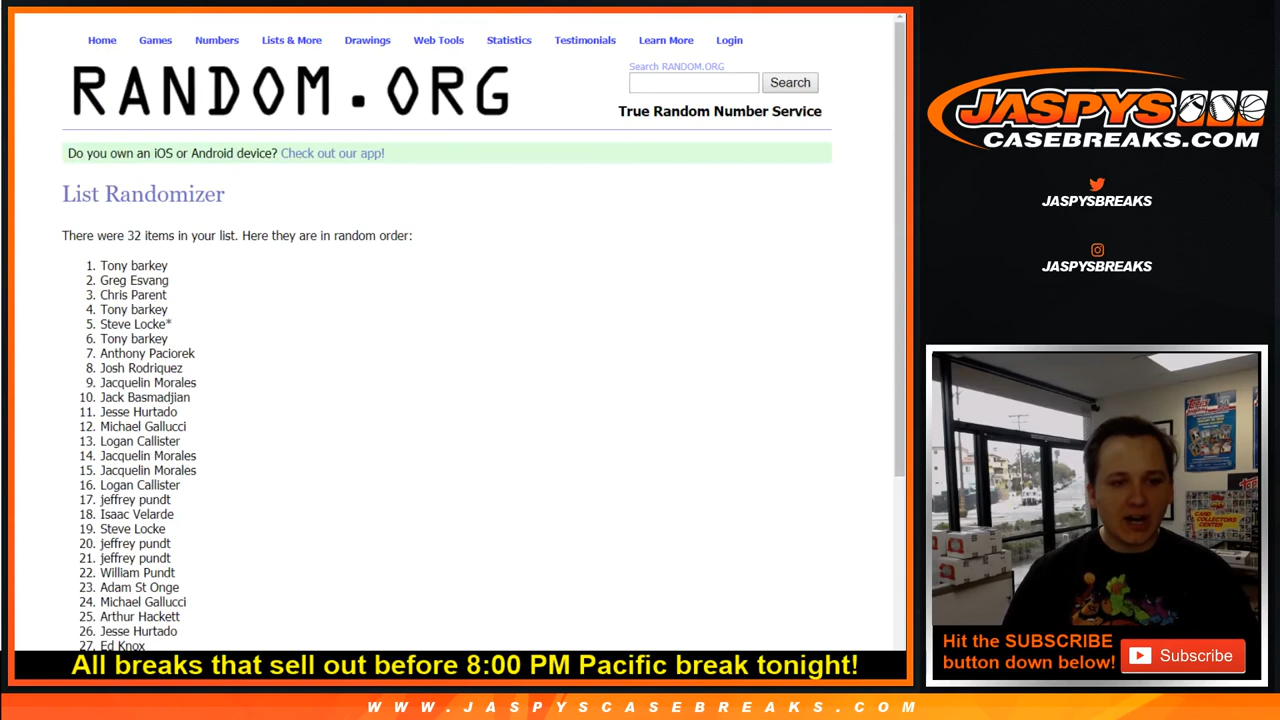 Home Games Numbers Lists & More Drawings Web Tools Statistics Testimonials Learn More Login
RANDOM.ORG
Search RANDOM.ORG
Search
True Random Number Service
Do you own an iOS or Android device? Check out our app!
List Randomizer
There were 32 items in your list. Here they are in random order:
1. Tony barkey
2. Greg Esvang
3. Chris Parent
4. Tony barkey
5. Steve Locke*
6. Tony barkey
7. Anthony Paciorek
8. Josh Rodriquez
9. Jacquelin Morales
10. Jack Basmadjian
11. Jesse Hurtado
12. Michael Gallucci
13. Logan Callister
14. Jacquelin Morales
15. Jacquelin Morales
16. Logan Callister
17. jeffrey pundt
18. Isaac Velarde
19. Steve Locke
20. jeffrey pundt
21. jeffrey pundt
22. William Pundt
23. Adam St Onge
24. Michael Gallucci
25. Arthur Hackett
26. Jesse Hurtado
27. Ed Knox
All breaks that sell out before 8:00 PM Pacific break tonight!
JASPYS
CASEBREAKS.COM
JASPYSBREAKS
JASPYSBREAKS
Hit the SUBSCRIBE
button down below!
Subscribe
WWW.JASPYSCASEBREAKS.COM